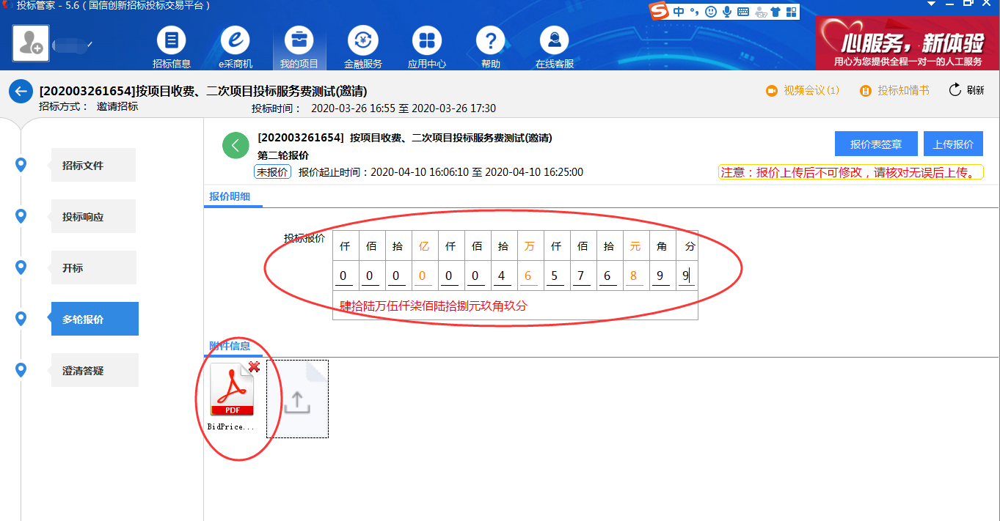 投标管家 - 5.6 ( 国信创新招标投标交易平台 )
中
心服务，新体验
用心为您提供全程一对一的人工服务
招标信息 e采商机 我的项目 金融服务 应用中心 帮助 在线客服
[202003261654]按项目收费、二次项目投标服务费测试(邀请)
招标方式： 邀请招标 投标时间： 2020-03-26 16:55 至 2020-03-26 17:30
视频会议(1) 投标知情书 刷新
[202003261654] 按项目收费、二次项目投标服务费测试(邀请)
第二轮报价
未报价 报价起止时间：2020-04-10 16:06:10 至 2020-04-10 16:25:00
报价表签章 上传报价
注意：报价上传后不可修改，请核对无误后上传。
招标文件
投标响应
开标
多轮报价
澄清答疑
报价明细
投标报价 仟 佰 拾 亿 仟 佰 拾 万 仟 佰 拾 元 角 分
0 0 0 0 0 0 4 6 5 7 6 8 9 9
肆拾陆万伍仟柒佰陆拾捌元玖角玖分
附件信息
PDF
BidPrice...